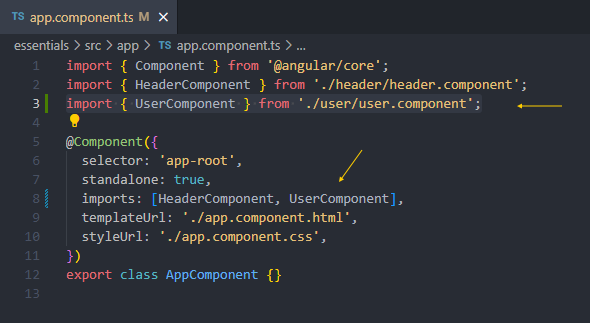 TS app.component.ts M ×
essentials > src > app > TS app.component.ts > ...
1 import { Component } from '@angular/core';
2 import { HeaderComponent } from './header/header.component';
3 import { UserComponent } from './user/user.component';
4
5 @Component({
6 selector: 'app-root',
7 standalone: true,
8 imports: [HeaderComponent, UserComponent],
9 templateUrl: './app.component.html',
10 styleUrl: './app.component.css',
11 })
12 export class AppComponent {}
13